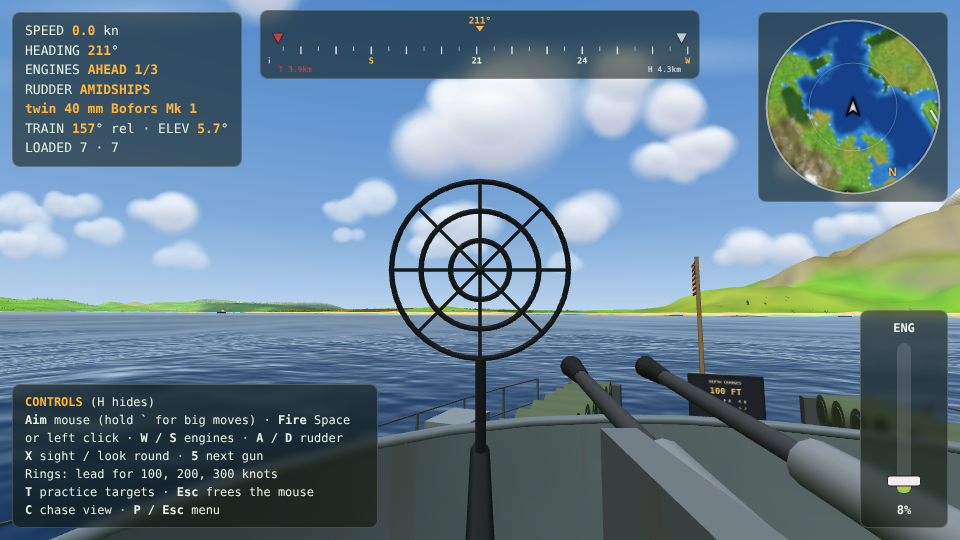 SPEED 0.0 kn
HEADING 211°
ENGINES AHEAD 1/3
RUDDER AMIDSHIPS
twin 40 mm Bofors Mk 1
TRAIN 157° rel · ELEV 5.7°
LOADED 7 · 7
211°
S 21 24 W
T 3.9km H 4.3km
N
DEPTH CHARGES
100 FT
ENG
8%
CONTROLS (H hides)
Aim mouse (hold ` for big moves) · Fire Space
or left click · W / S engines · A / D rudder
X sight / look round · 5 next gun
Rings: lead for 100, 200, 300 knots
T practice targets · Esc frees the mouse
C chase view · P / Esc menu